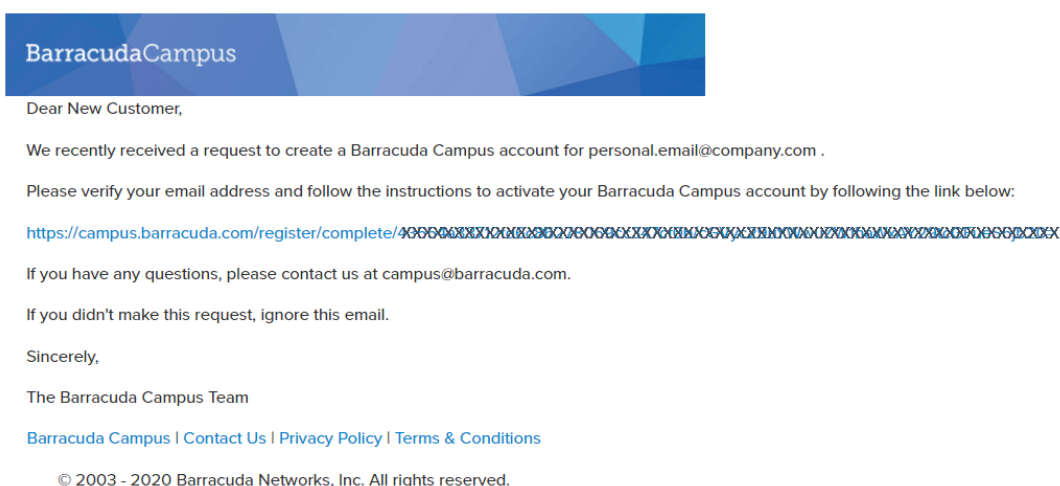 BarracudaCampus
Dear New Customer,
We recently received a request to create a Barracuda Campus account for personal.email@company.com .
Please verify your email address and follow the instructions to activate your Barracuda Campus account by following the link below:
https://campus.barracuda.com/register/complete/
If you have any questions, please contact us at campus@barracuda.com.
If you didn't make this request, ignore this email.
Sincerely,
The Barracuda Campus Team
Barracuda Campus | Contact Us | Privacy Policy | Terms & Conditions
© 2003 - 2020 Barracuda Networks, Inc. All rights reserved.